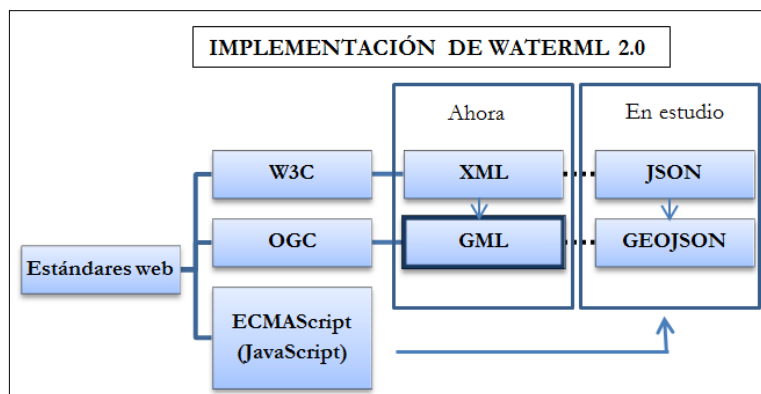 IMPLEMENTACIÓN DE WATERML 2.0
Ahora
En estudio
W3C
XML
JSON
OGC
GML
GEOJSON
Estándares web
ECMAScript
(JavaScript)